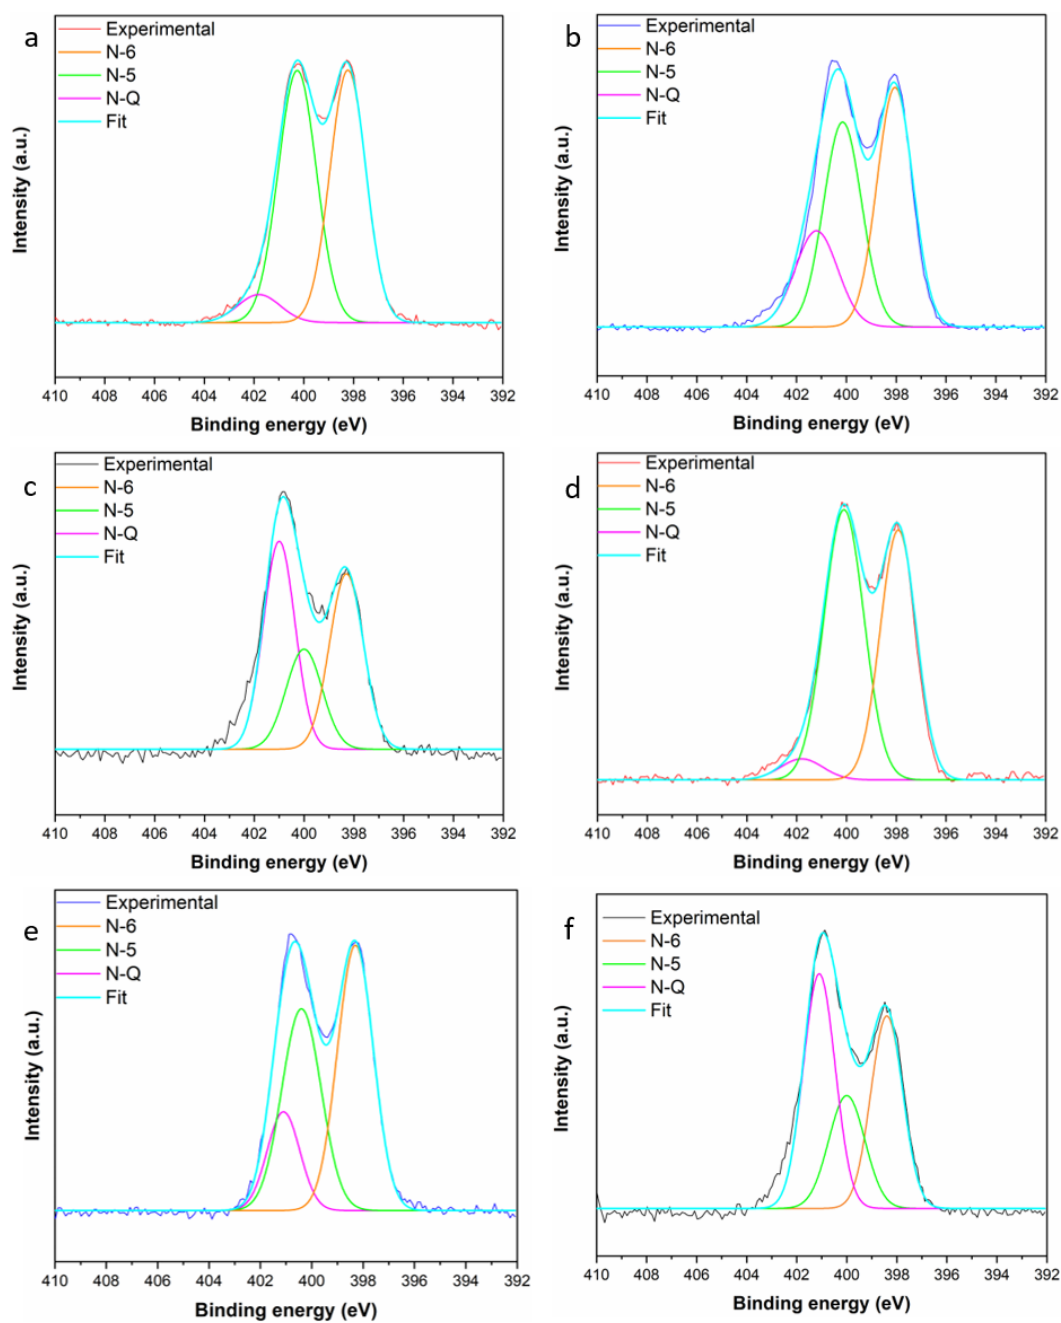 a
Experimental
N-6
N-5
N-Q
Fit
Intensity (a.u.)
410 408 406 404 402 400 398 396 394 392
Binding energy (eV)
b
Experimental
N-6
N-5
N-Q
Fit
Intensity (a.u.)
410 408 406 404 402 400 398 396 394 392
Binding energy (eV)
c
Experimental
N-6
N-5
N-Q
Fit
Intensity (a.u.)
410 408 406 404 402 400 398 396 394 392
Binding energy (eV)
d
Experimental
N-6
N-5
N-Q
Fit
Intensity (a.u.)
410 408 406 404 402 400 398 396 394 392
Binding energy (eV)
e
Experimental
N-6
N-5
N-Q
Fit
Intensity (a.u.)
410 408 406 404 402 400 398 396 394 392
Binding energy (eV)
f
Experimental
N-6
N-5
N-Q
Fit
Intensity (a.u.)
410 408 406 404 402 400 398 396 394 392
Binding energy (eV)